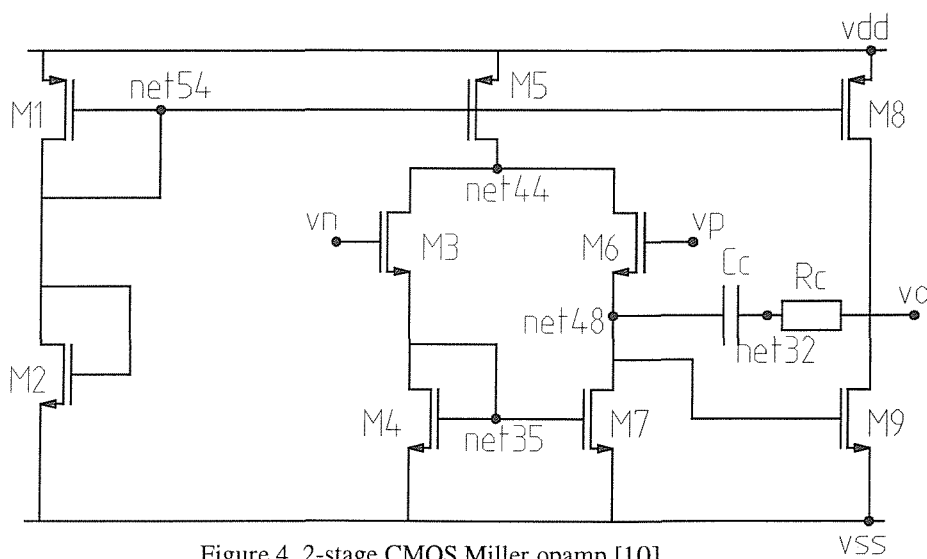 vdd
net54
M1
M5
M8
net44
vn
vp
M3
M6
Cc
Rc
vo
net48
net32
M2
M4
M7
M9
net35
vss
Figure 4. 2-stage CMOS Miller opamp [10]